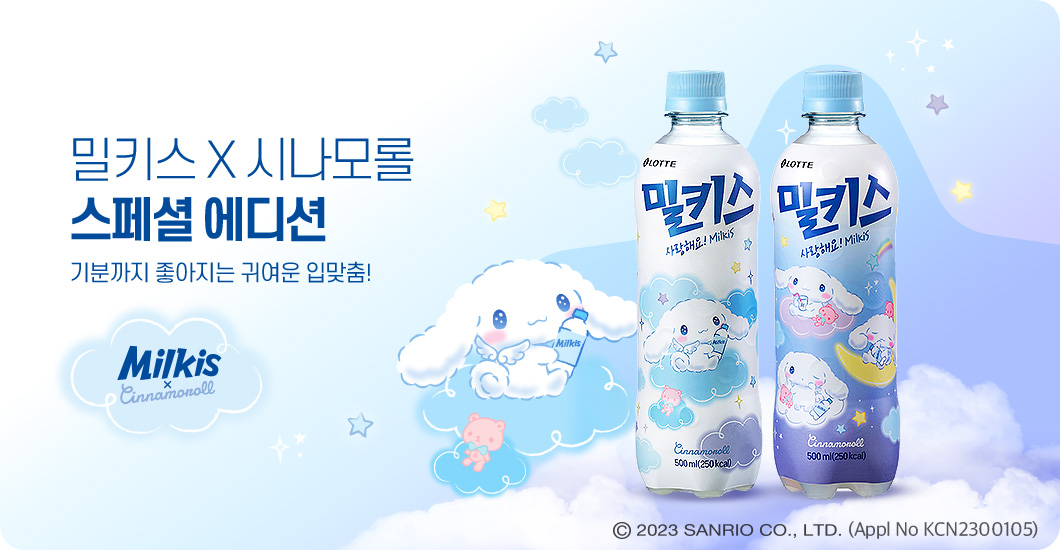 밀키스 X 시나모롤
스페셜 에디션
기분까지 좋아지는 귀여운 입맞춤!
Milkis
×
Cinnamoroll
Milkis
LOTTE
밀키스
사랑해요! Milkis
Cinnamoroll
500 ml(250 kcal)
LOTTE
밀키스
사랑해요! Milkis
Cinnamoroll
500 ml(250 kcal)
© 2023 SANRIO CO., LTD. (Appl No KCN2300105)